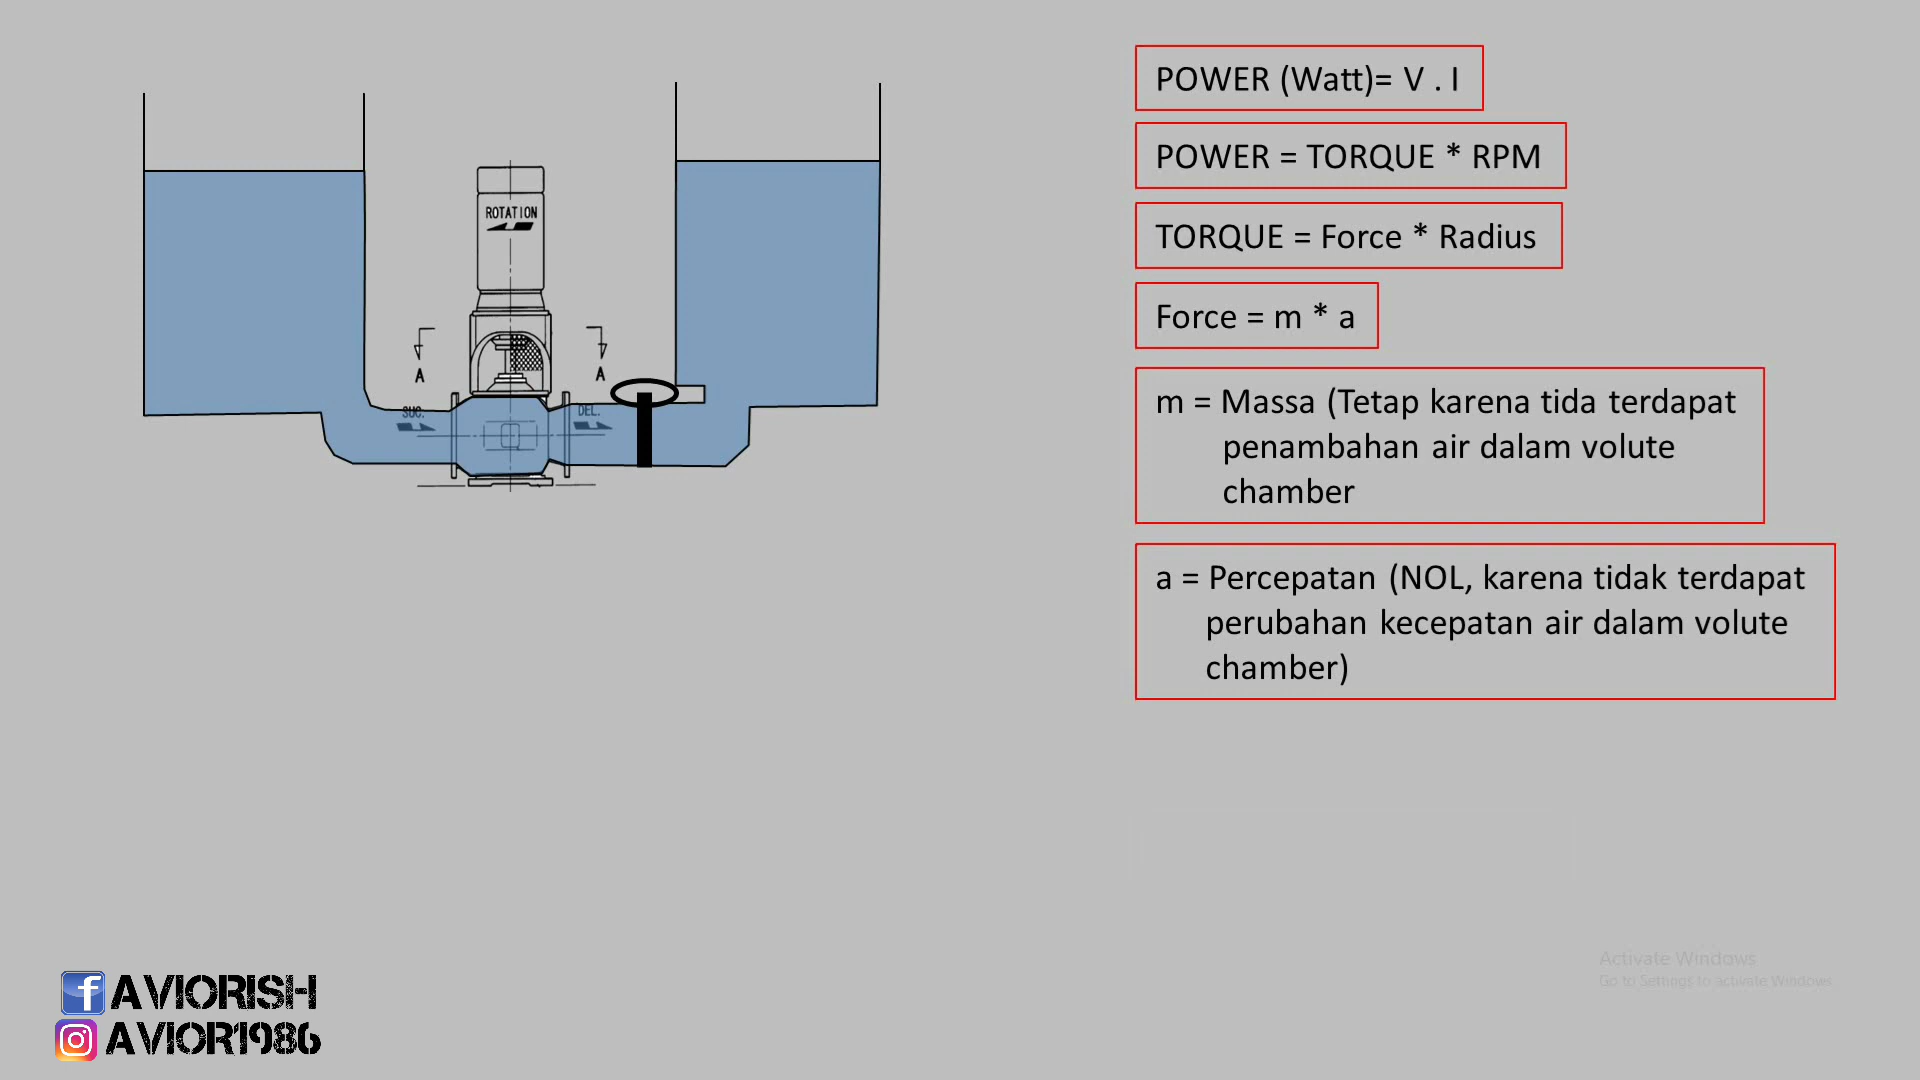 POWER (Watt)= V . I
POWER = TORQUE * RPM
TORQUE = Force * Radius
Force = m * a
m = Massa (Tetap karena tida terdapat
penambahan air dalam volute
chamber
a = Percepatan (NOL, karena tidak terdapat
perubahan kecepatan air dalam volute
chamber)
ROTATION
A
A
SUC.
DEL.
Activate Windows
Go to Settings to activate Windows.
f AVIORISH
AVIOR1986